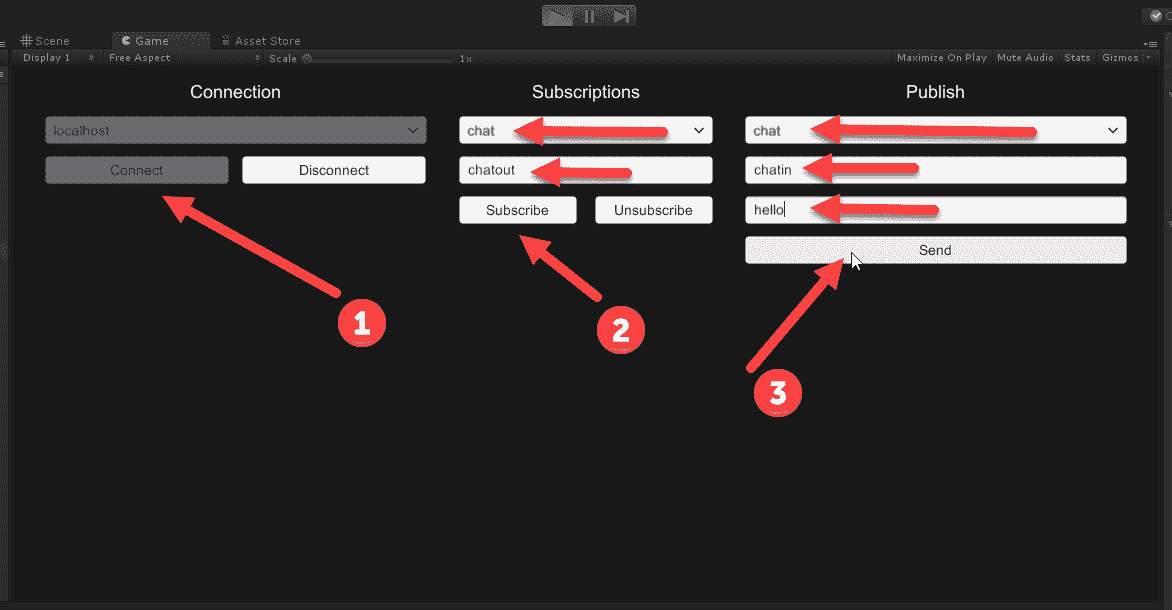 Scene Game Asset Store
Display 1 Free Aspect Scale 1x Maximize On Play Mute Audio Stats Gizmos
Connection Subscriptions Publish
localhost chat chat
Connect Disconnect chatout chatin
Subscribe Unsubscribe hello
Send
1
2
3